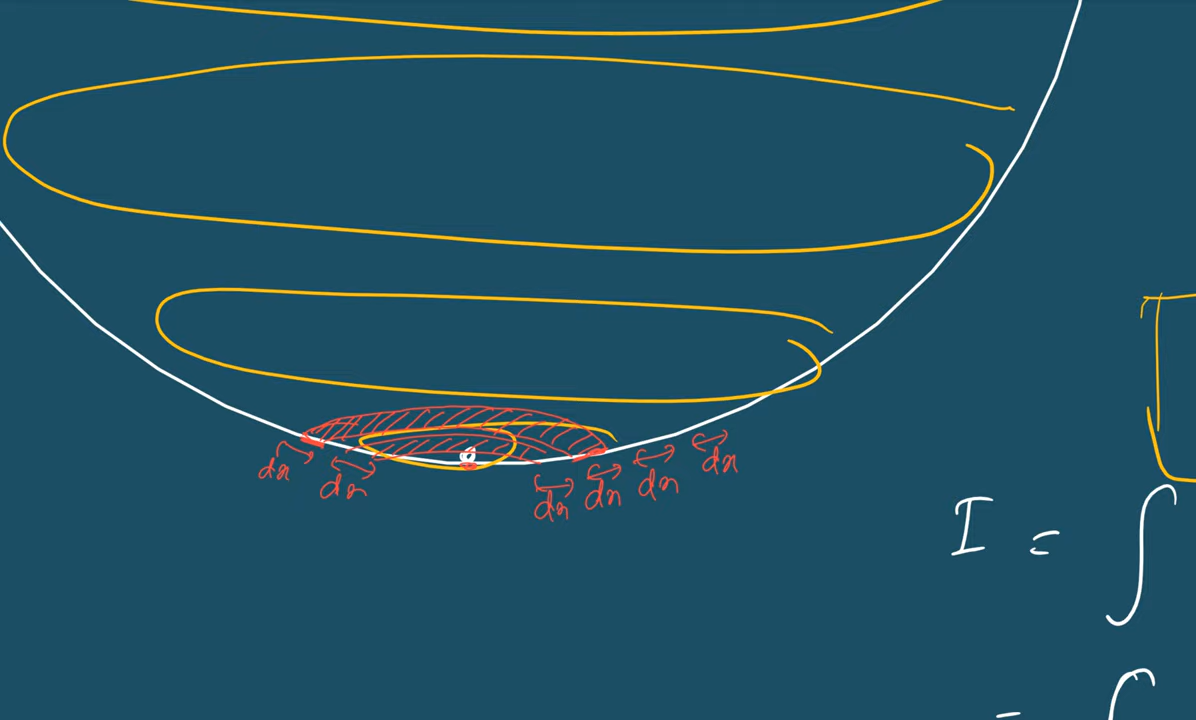 dx dx dx dx dx dx
I = ∫
= ∫